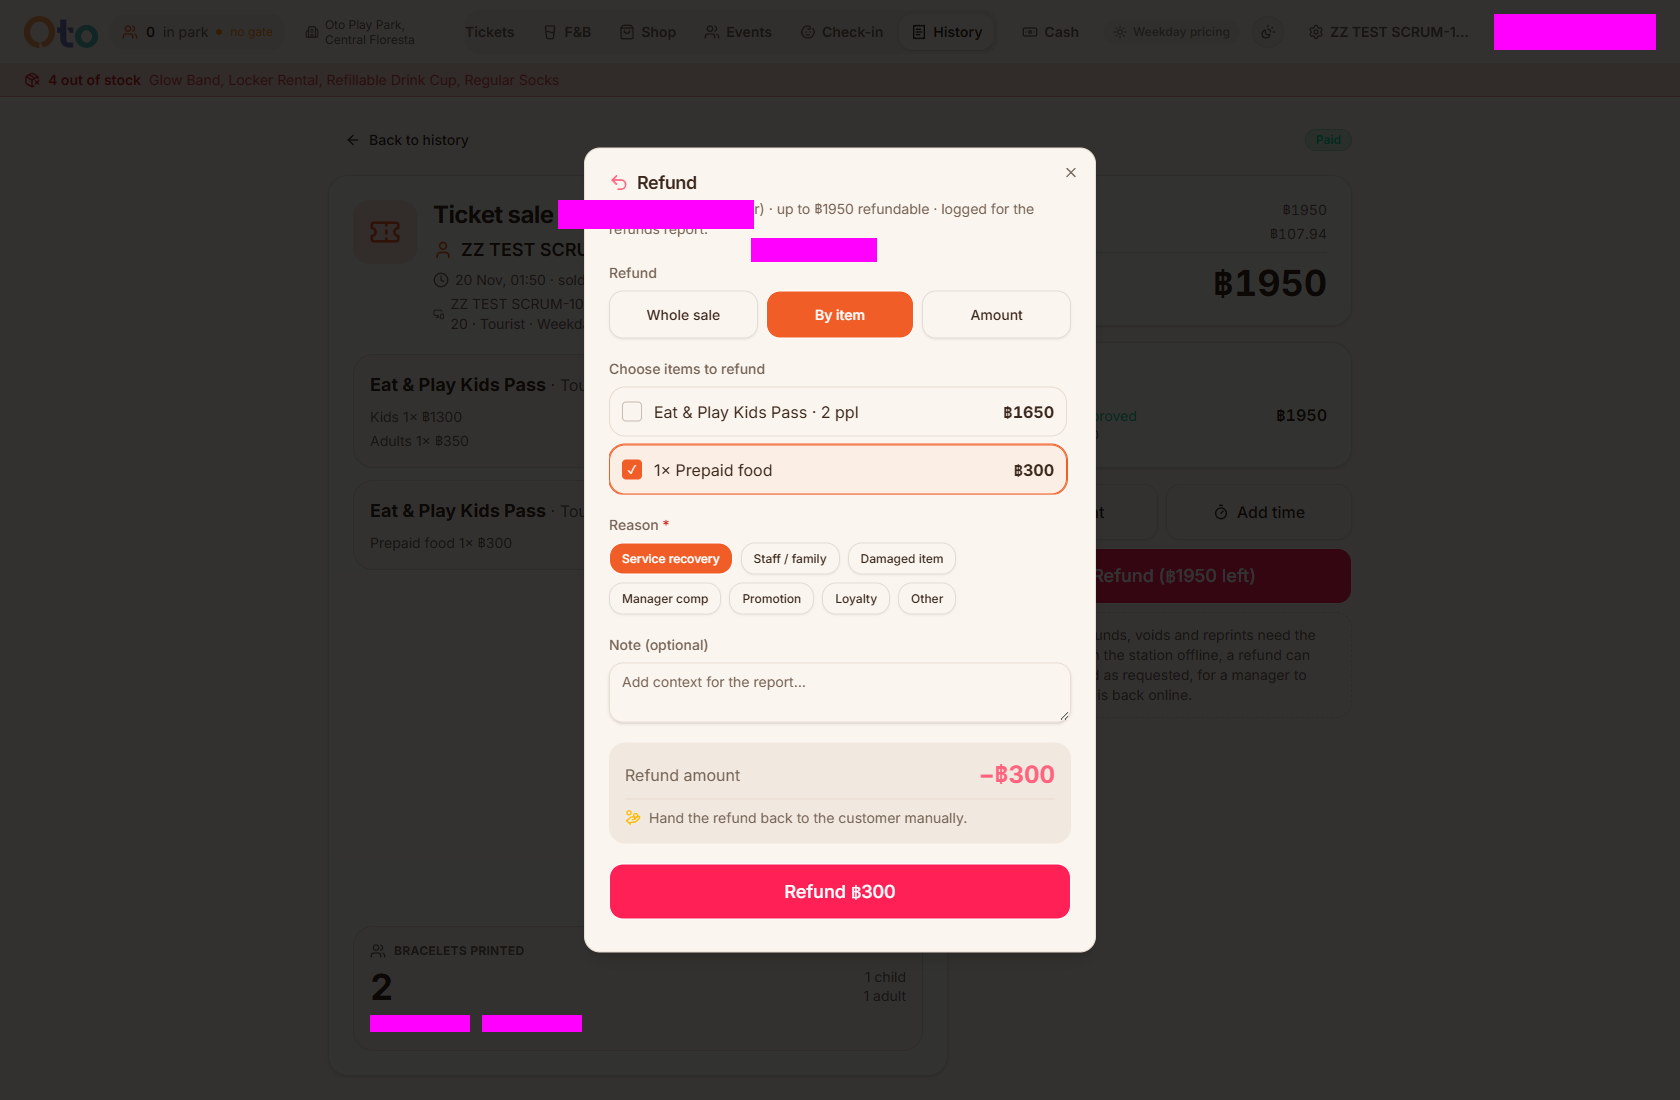 Oto
0 in park • no gate
Oto Play Park,
Central Floresta
Tickets
F&B
Shop
Events
Check-in
History
Cash
Weekday pricing
ZZ TEST SCRUM-1...
4 out of stock Glow Band, Locker Rental, Refillable Drink Cup, Regular Socks
Back to history
Paid
Ticket sale
ZZ TEST SCRU
20 Nov, 01:50 · sold
ZZ TEST SCRUM-10
20 · Tourist · Weekd
Eat & Play Kids Pass · Tou
Kids 1× ฿1300
Adults 1× ฿350
Eat & Play Kids Pass · Tou
Prepaid food 1× ฿300
BRACELETS PRINTED
2
1 child
1 adult
Refund
r) · up to ฿1950 refundable · logged for the
refunds report.
Refund
Whole sale
By item
Amount
Choose items to refund
Eat & Play Kids Pass · 2 ppl ฿1650
1× Prepaid food ฿300
Reason *
Service recovery
Staff / family
Damaged item
Manager comp
Promotion
Loyalty
Other
Note (optional)
Add context for the report...
Refund amount −฿300
Hand the refund back to the customer manually.
Refund ฿300
฿1950
฿107.94
฿1950
proved
฿1950
nt
Add time
Refund (฿1950 left)
unds, voids and reprints need the
the station offline, a refund can
as requested, for a manager to
is back online.